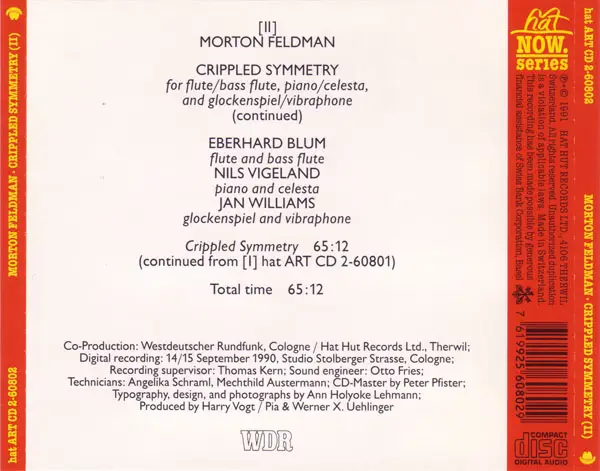 hat ART CD 2-60802
MORTON FELDMAN · CRIPPLED SYMMETRY (II)
[II]
MORTON FELDMAN
CRIPPLED SYMMETRY
for flute/bass flute, piano/celesta,
and glockenspiel/vibraphone
(continued)
EBERHARD BLUM
flute and bass flute
NILS VIGELAND
piano and celesta
JAN WILLIAMS
glockenspiel and vibraphone
Crippled Symmetry 65:12
(continued from [I] hat ART CD 2-60801)
Total time 65:12
Co-Production: Westdeutscher Rundfunk, Cologne / Hat Hut Records Ltd., Therwil;
Digital recording: 14/15 September 1990, Studio Stolberger Strasse, Cologne;
Recording supervisor: Thomas Kern; Sound engineer: Otto Fries;
Technicians: Angelika Schraml, Mechthild Austermann; CD-Master by Peter Pfister;
Typography, design, and photographs by Ann Holyoke Lehmann;
Produced by Harry Vogt / Pia & Werner X. Uehlinger
WDR
hat
NOW.
series
℗·© 1991 HAT HUT RECORDS LTD., 4106 THERWIL
Switzerland. All rights reserved. Unauthorized duplication
is a violation of applicable laws. Made in Switzerland.
This recording has been made possible by generous
financial assistance of Swiss Bank Corporation, Basel
7 619925 608029
COMPACT
disc
DIGITAL AUDIO
hat ART CD 2-60802
MORTON FELDMAN · CRIPPLED SYMMETRY (II)